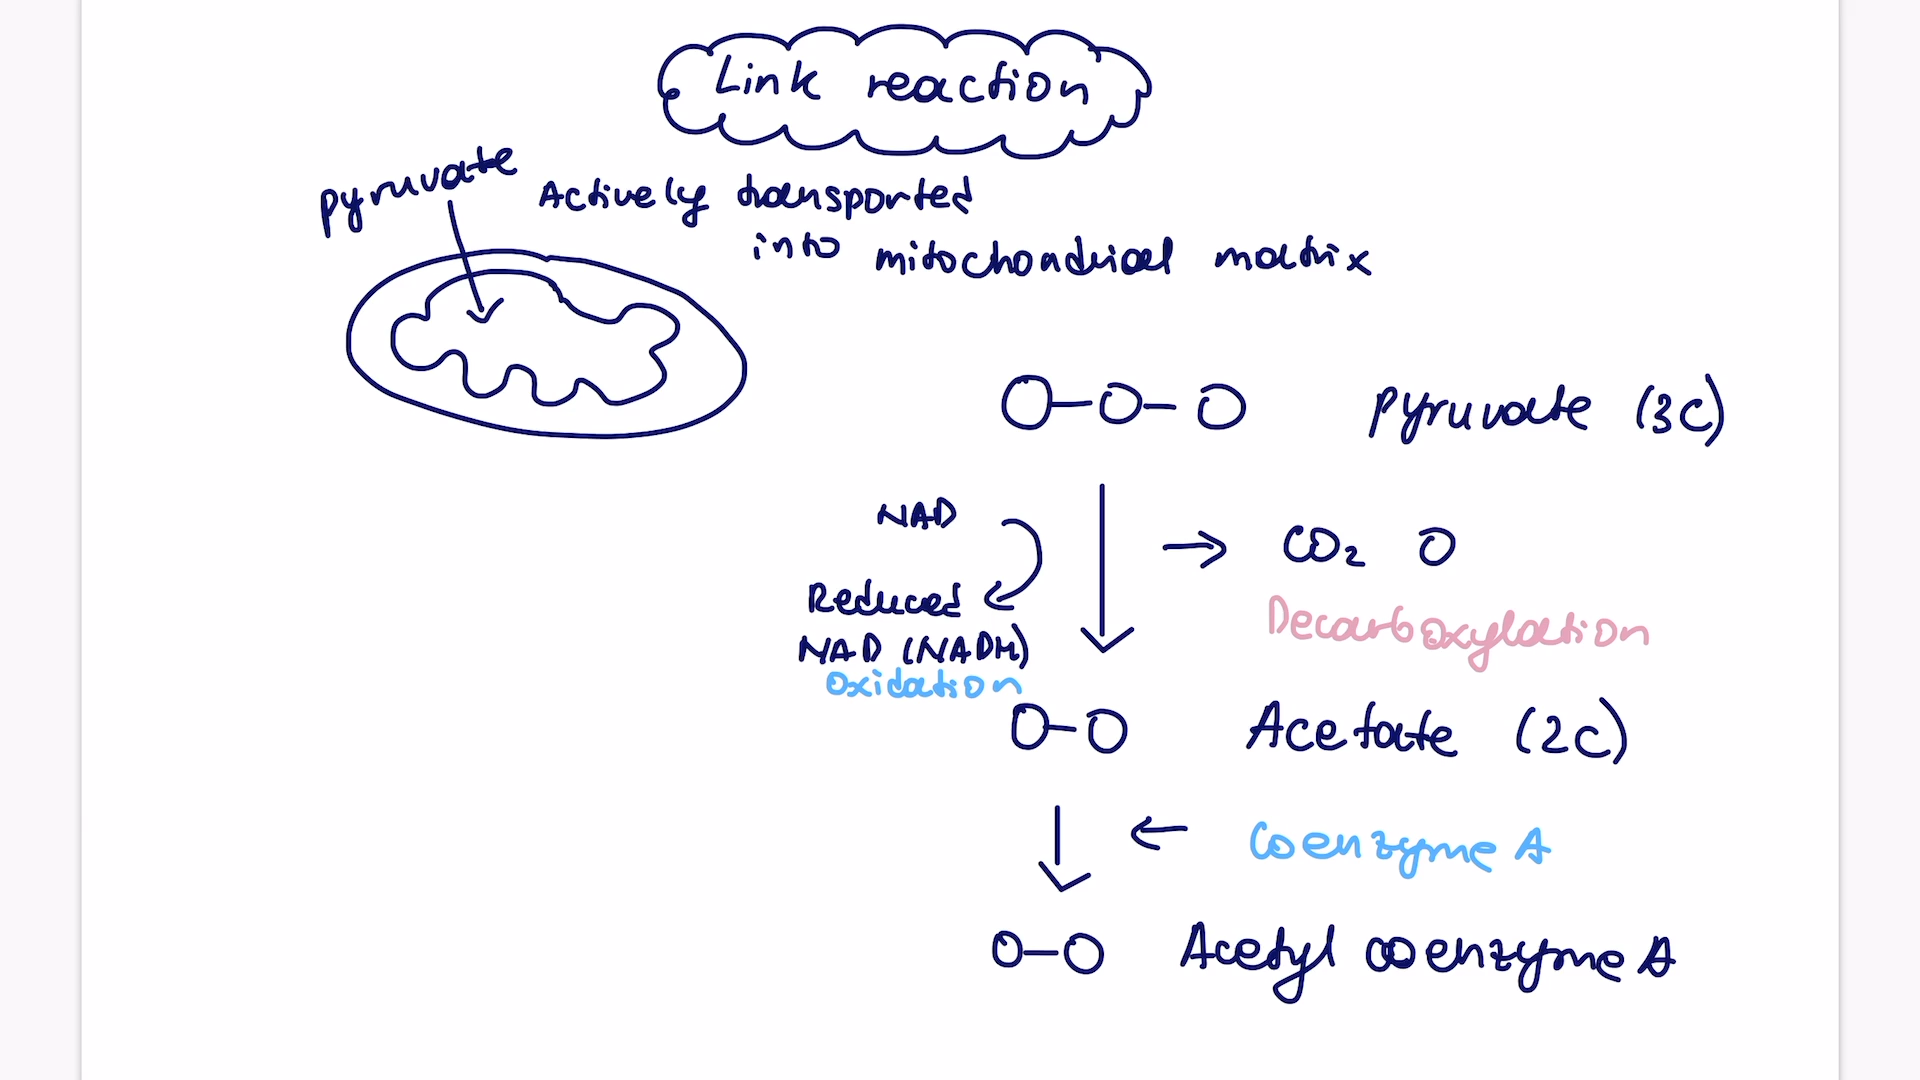 Link reaction
pyruvate
Actively transported
into mitochondrial matrix
pyruvate (3C)
NAD
CO₂
Reduced
NAD (NADH)
Oxidation
Decarboxylation
Acetate (2C)
Coenzyme A
Acetyl coenzyme A